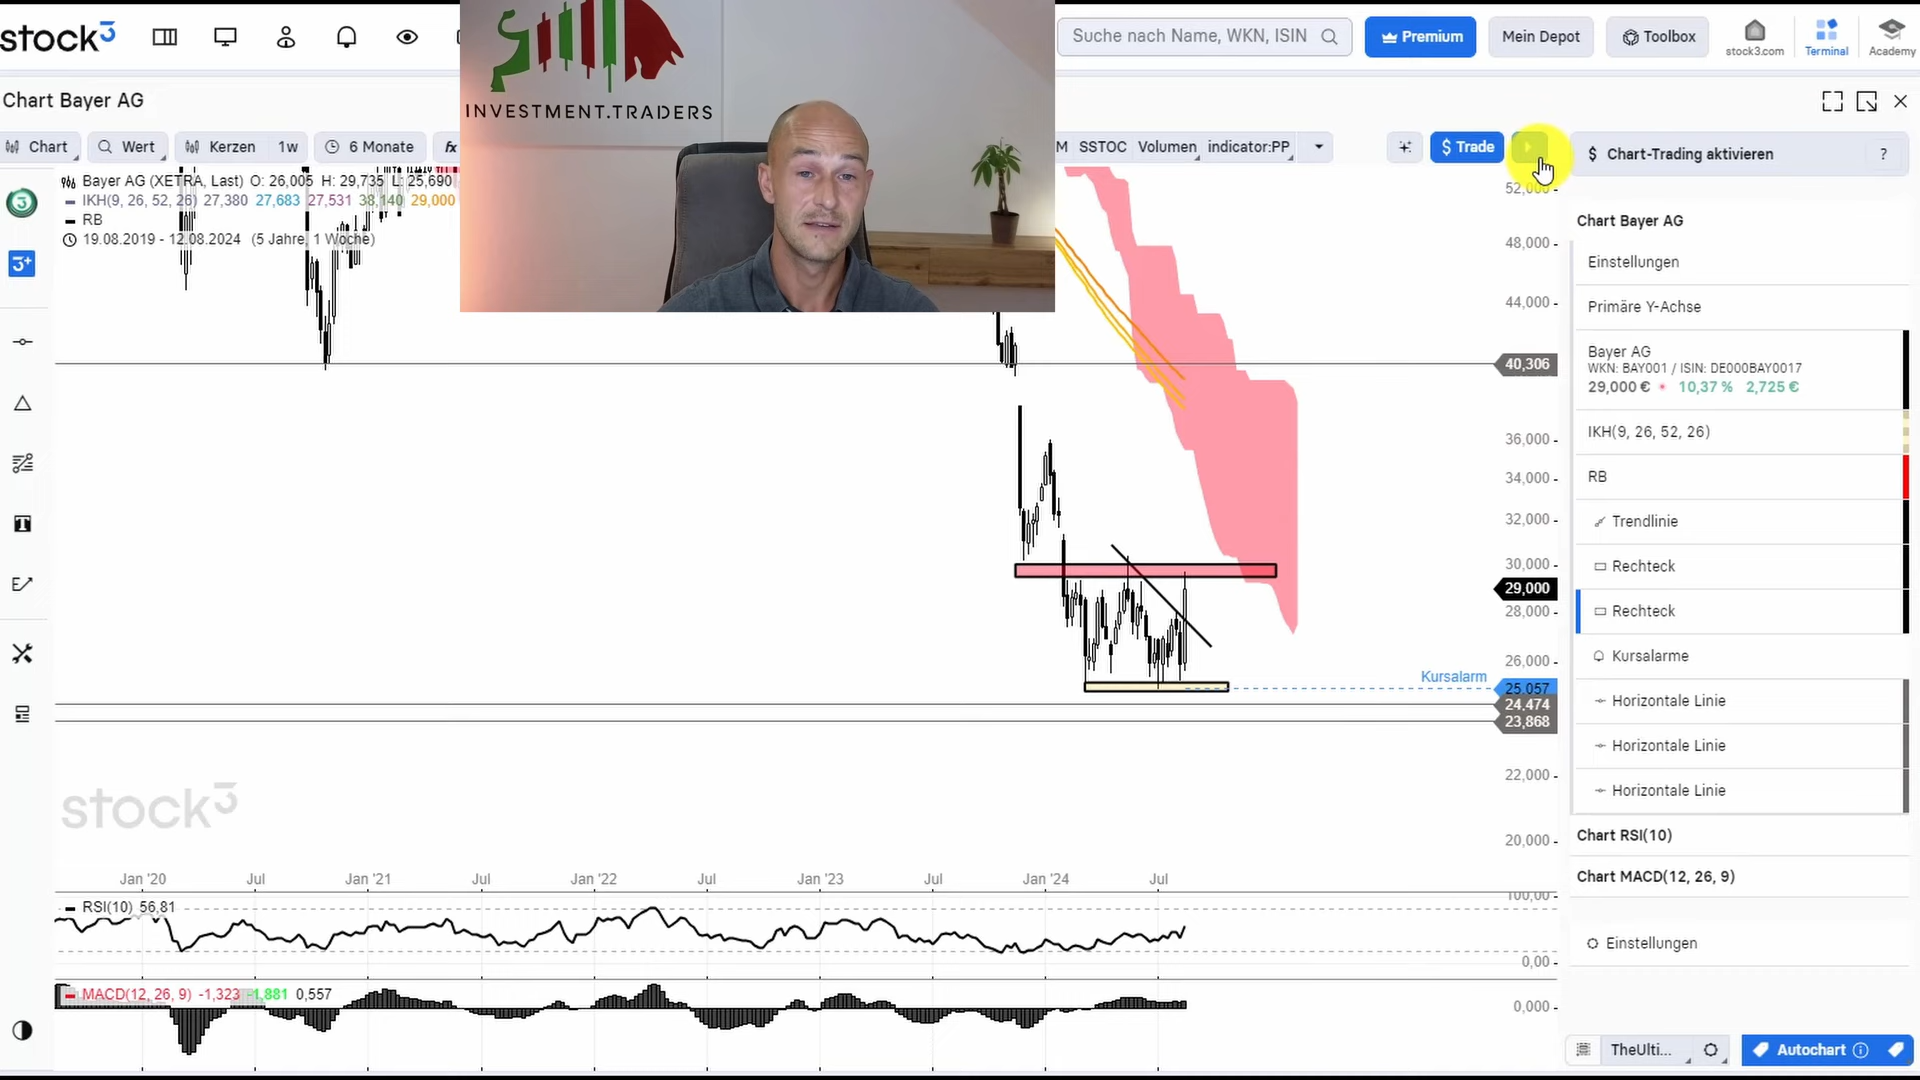 stock3
INVESTMENT.TRADERS
Suche nach Name, WKN, ISIN
Premium
Mein Depot
Toolbox
stock3.com
Terminal
Academy
Chart Bayer AG
Chart
Wert
Kerzen
1w
6 Monate
fx
M
SSTOC
Volumen
indicator:PP
$ Trade
$ Chart-Trading aktivieren
?
Bayer AG (XETRA, Last) O: 26,005 H: 29,735 L: 25,690
IKH(9, 26, 52, 26) 27,380 27,683 27,531 38,140 29,000
RB
19.08.2019 - 12.08.2024 (5 Jahre, 1 Woche)
3
3+
52,000
48,000
44,000
40,306
36,000
34,000
32,000
30,000
29,000
28,000
26,000
Kursalarm
25,057
24,474
23,868
22,000
20,000
Chart Bayer AG
Einstellungen
Primäre Y-Achse
Bayer AG
WKN: BAY001 / ISIN: DE000BAY0017
29,000 € 10,37 % 2,725 €
IKH(9, 26, 52, 26)
RB
Trendlinie
Rechteck
Rechteck
Kursalarme
Horizontale Linie
Horizontale Linie
Horizontale Linie
Chart RSI(10)
Chart MACD(12, 26, 9)
Einstellungen
stock3
Jan '20
Jul
Jan '21
Jul
Jan '22
Jul
Jan '23
Jul
Jan '24
Jul
RSI(10) 56,81
100,00
0,00
MACD(12, 26, 9) -1,323 -1,881 0,557
0,000
TheUlti...
Autochart